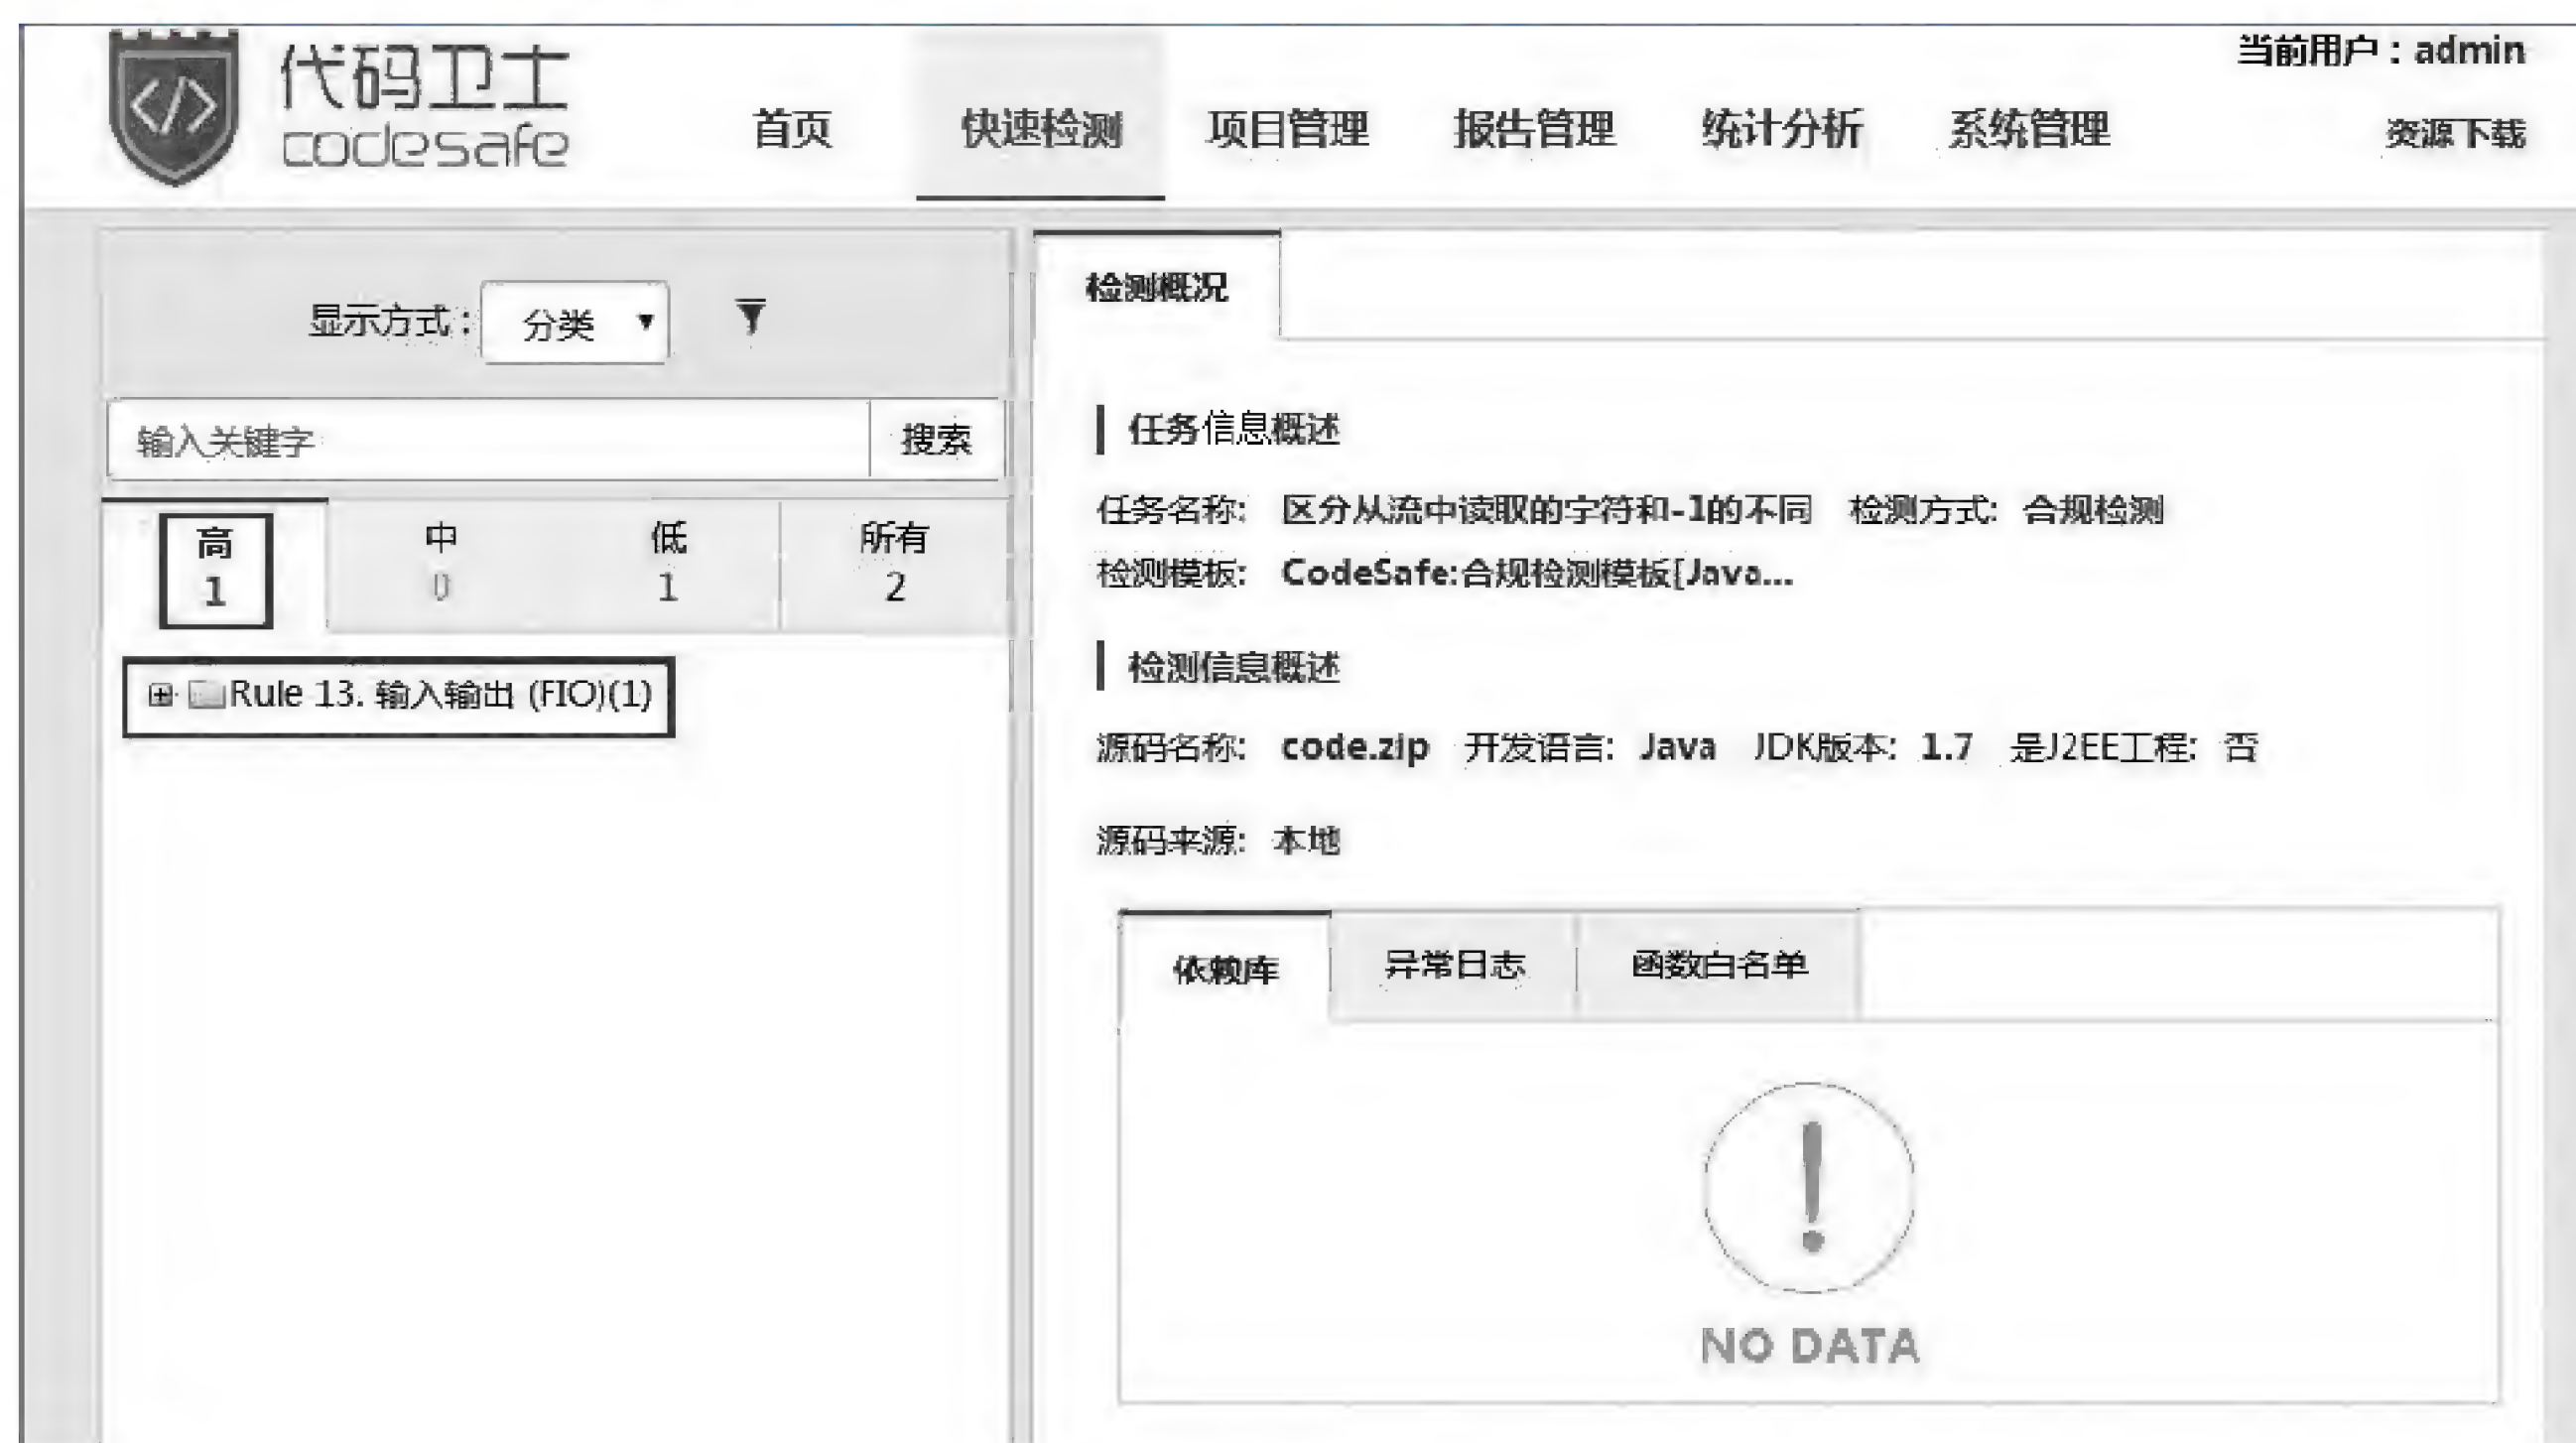 当前用户：admin
代码卫士
codesafe
首页 快速检测 项目管理 报告管理 统计分析 系统管理 资源下载
显示方式： 分类
输入关键字 搜索
高 中 低 所有
1 0 1 2
Rule 13. 输入输出 (FIO)(1)
检测概况
任务信息概述
任务名称: 区分从流中读取的字符和-1的不同 检测方式: 合规检测
检测模板: CodeSafe:合规检测模板[Java...
检测信息概述
源码名称: code.zip 开发语言: Java JDK版本: 1.7 是J2EE工程: 否
源码来源: 本地
依赖库 异常日志 函数白名单
NO DATA